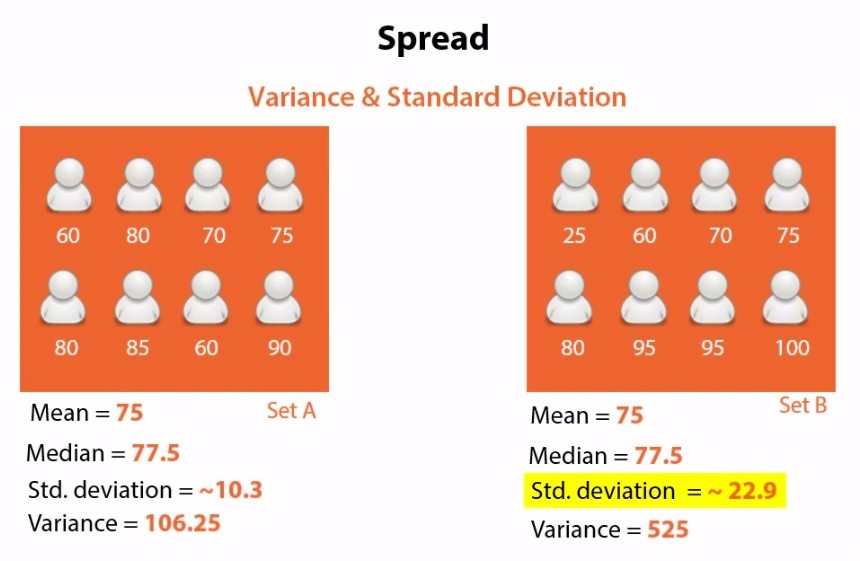 Spread
Variance & Standard Deviation
60 80 70 75
80 85 60 90
Set A
Mean = 75
Median = 77.5
Std. deviation = ~10.3
Variance = 106.25
25 60 70 75
80 95 95 100
Set B
Mean = 75
Median = 77.5
Std. deviation = ~ 22.9
Variance = 525